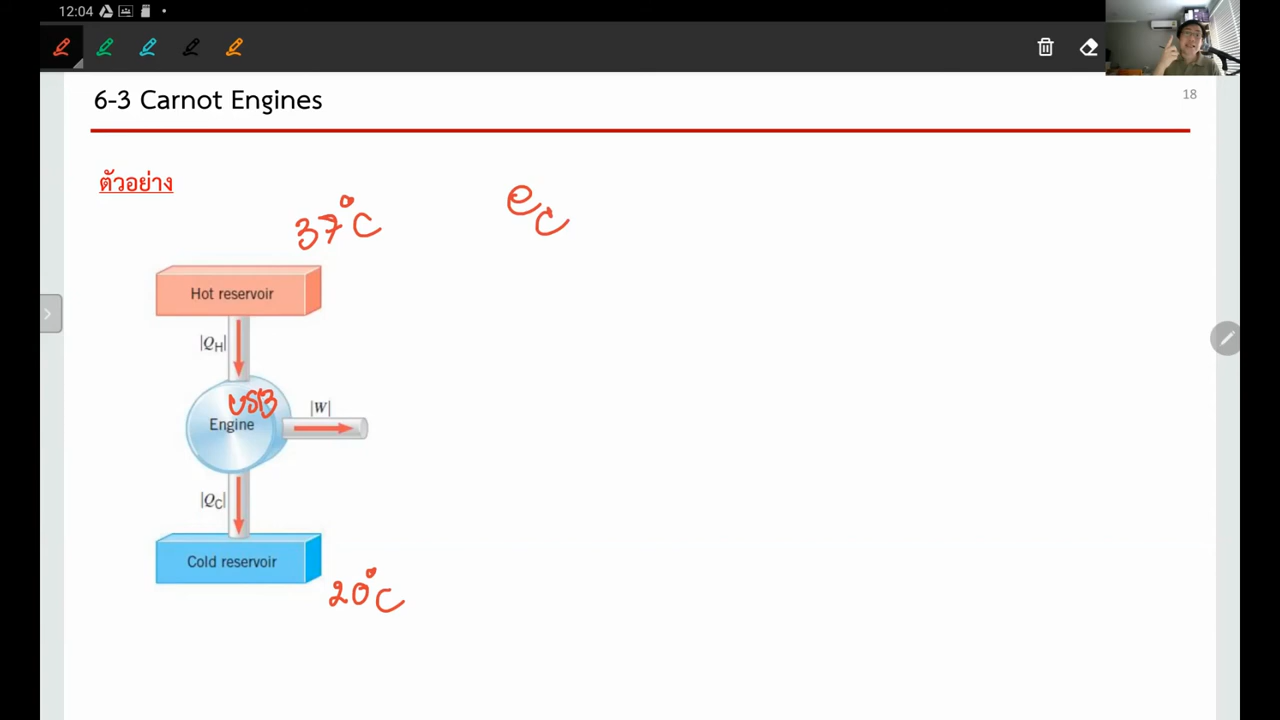 12:04
6-3 Carnot Engines
18
ตัวอย่าง
37°C
e_c
Hot reservoir
|Q_H|
|W|
Engine
|Q_C|
Cold reservoir
20°C